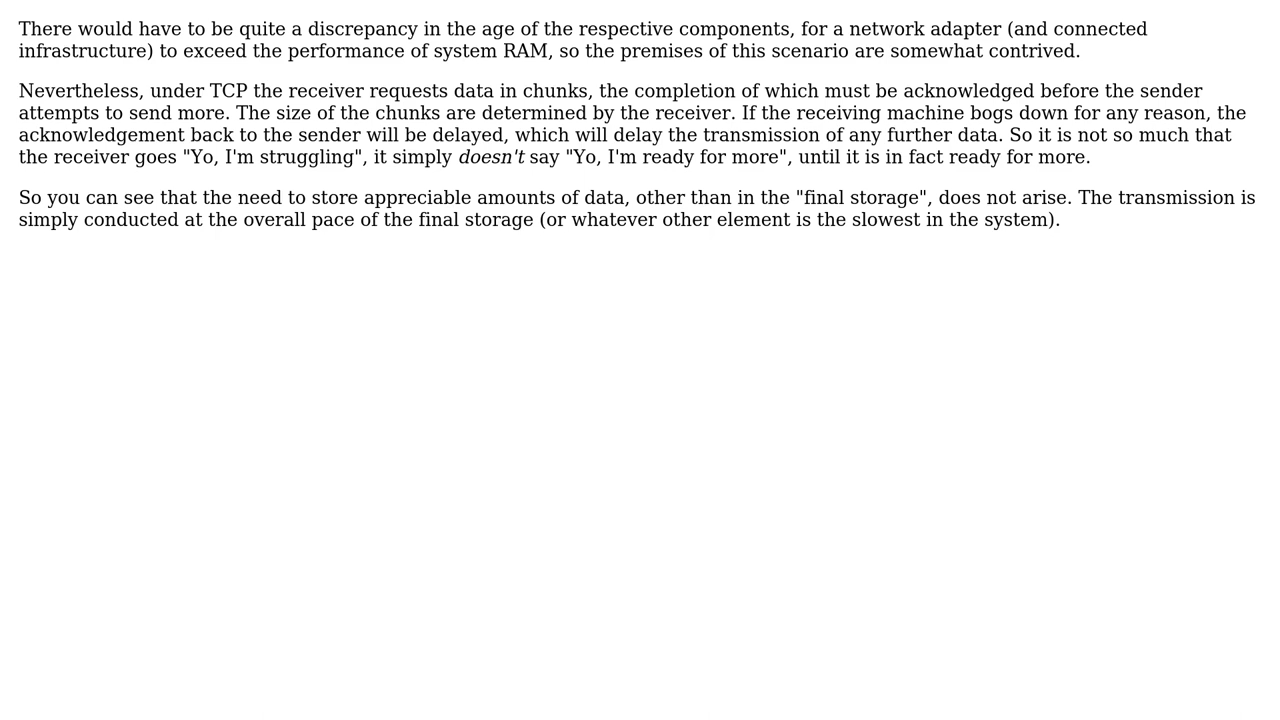 There would have to be quite a discrepancy in the age of the respective components, for a network adapter (and connected
infrastructure) to exceed the performance of system RAM, so the premises of this scenario are somewhat contrived.
Nevertheless, under TCP the receiver requests data in chunks, the completion of which must be acknowledged before the sender
attempts to send more. The size of the chunks are determined by the receiver. If the receiving machine bogs down for any reason, the
acknowledgement back to the sender will be delayed, which will delay the transmission of any further data. So it is not so much that
the receiver goes "Yo, I'm struggling", it simply doesn't say "Yo, I'm ready for more", until it is in fact ready for more.
So you can see that the need to store appreciable amounts of data, other than in the "final storage", does not arise. The transmission is
simply conducted at the overall pace of the final storage (or whatever other element is the slowest in the system).